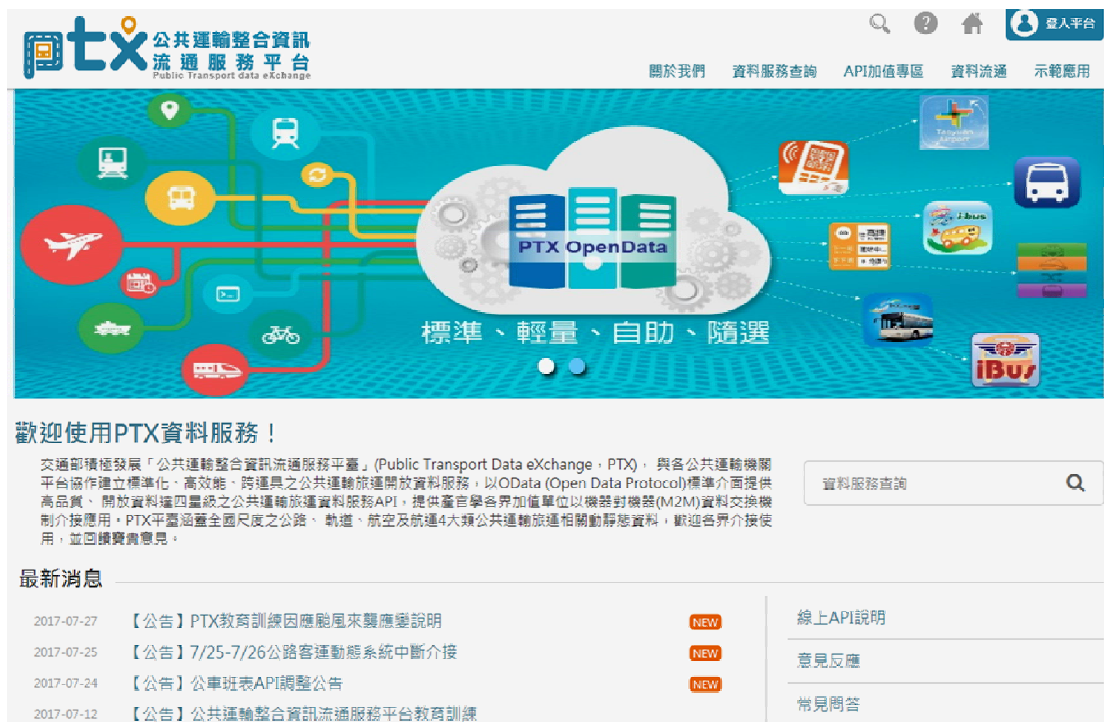 ptx 公共運輸整合資訊
流通服務平台
Public Transport data eXchange
登入平台
關於我們 資料服務查詢 API加值專區 資料流通 示範應用
Taoyuan
Airport
i-bus
PTX OpenData
iBus
標準、輕量、自助、隨選
歡迎使用PTX資料服務！
交通部積極發展「公共運輸整合資訊流通服務平臺」(Public Transport Data eXchange，PTX)， 與各公共運輸機關
平台協作建立標準化、高效能、跨運具之公共運輸旅運開放資料服務，以OData (Open Data Protocol)標準介面提供
高品質、 開放資料達四星級之公共運輸旅運資料服務API，提供產官學各界加值單位以機器對機器(M2M)資料交換機
制介接應用。PTX平臺涵蓋全國尺度之公路、 軌道、航空及航運4大類公共運輸旅運相關動靜態資料，歡迎各界介接使
用，並回饋寶貴意見。
資料服務查詢
最新消息
2017-07-27 【公告】PTX教育訓練因應颱風來襲應變說明 NEW
2017-07-25 【公告】7/25-7/26公路客運動態系統中斷介接 NEW
2017-07-24 【公告】公車班表API調整公告 NEW
2017-07-12 【公告】公共運輸整合資訊流通服務平台教育訓練
線上API說明
意見反應
常見問答